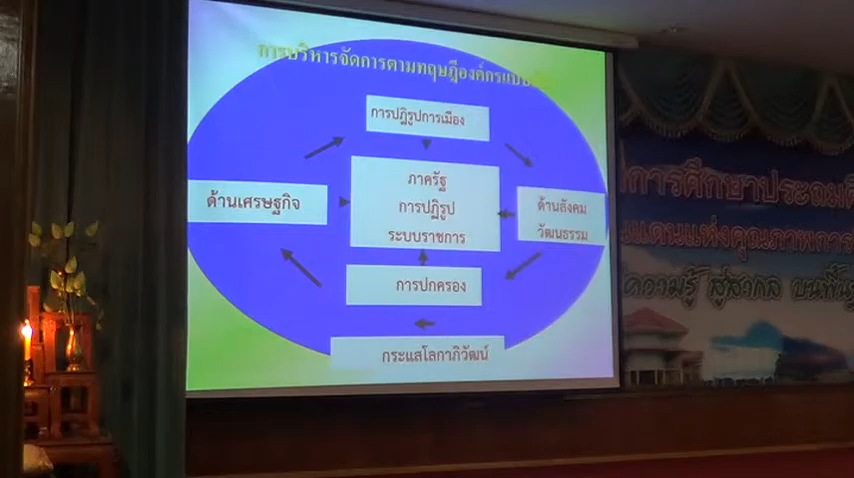 การบริหารจัดการตามทฤษฎีองค์กรแบบ
การปฏิรูปการเมือง
ภาครัฐ
การปฏิรูป
ระบบราชการ
ด้านเศรษฐกิจ
ด้านสังคม
วัฒนธรรม
การปกครอง
กระแสโลกาภิวัฒน์
การศึกษาประถมศึ
แดนแห่งคุณภาพการ
ความรู้ สู่สากล บนพื้น